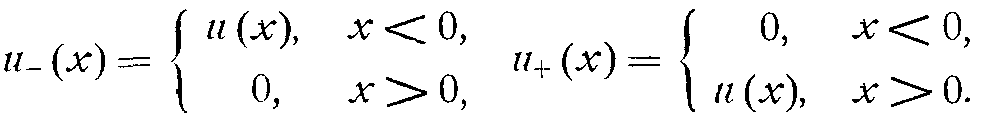 u₋(x) = { u(x), x < 0, 0, x > 0, u₊(x) = { 0, x < 0, u(x), x > 0.